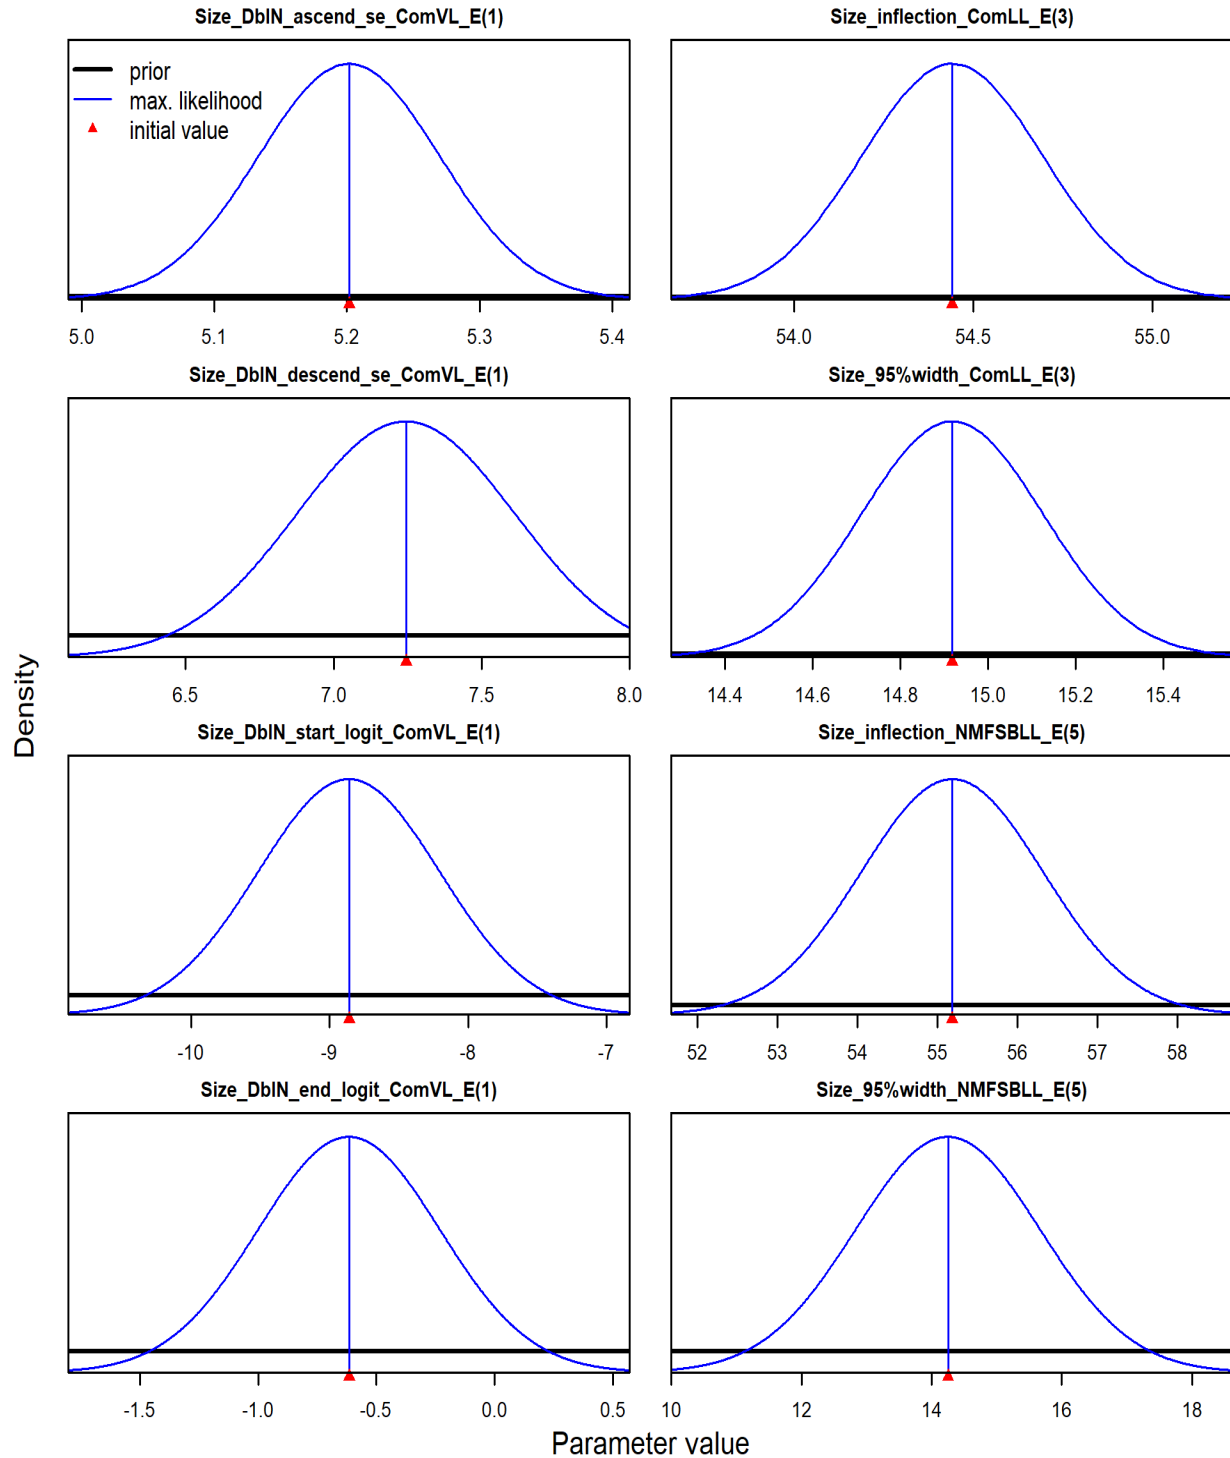 Size_DblN_ascend_se_ComVL_E(1)
prior
max. likelihood
initial value
5.0 5.1 5.2 5.3 5.4
Size_inflection_ComLL_E(3)
54.0 54.5 55.0
Size_DblN_descend_se_ComVL_E(1)
6.5 7.0 7.5 8.0
Size_95%width_ComLL_E(3)
14.4 14.6 14.8 15.0 15.2 15.4
Size_DblN_start_logit_ComVL_E(1)
-10 -9 -8 -7
Size_inflection_NMFSBLL_E(5)
52 53 54 55 56 57 58
Size_DblN_end_logit_ComVL_E(1)
-1.5 -1.0 -0.5 0.0 0.5
Size_95%width_NMFSBLL_E(5)
10 12 14 16 18
Density
Parameter value